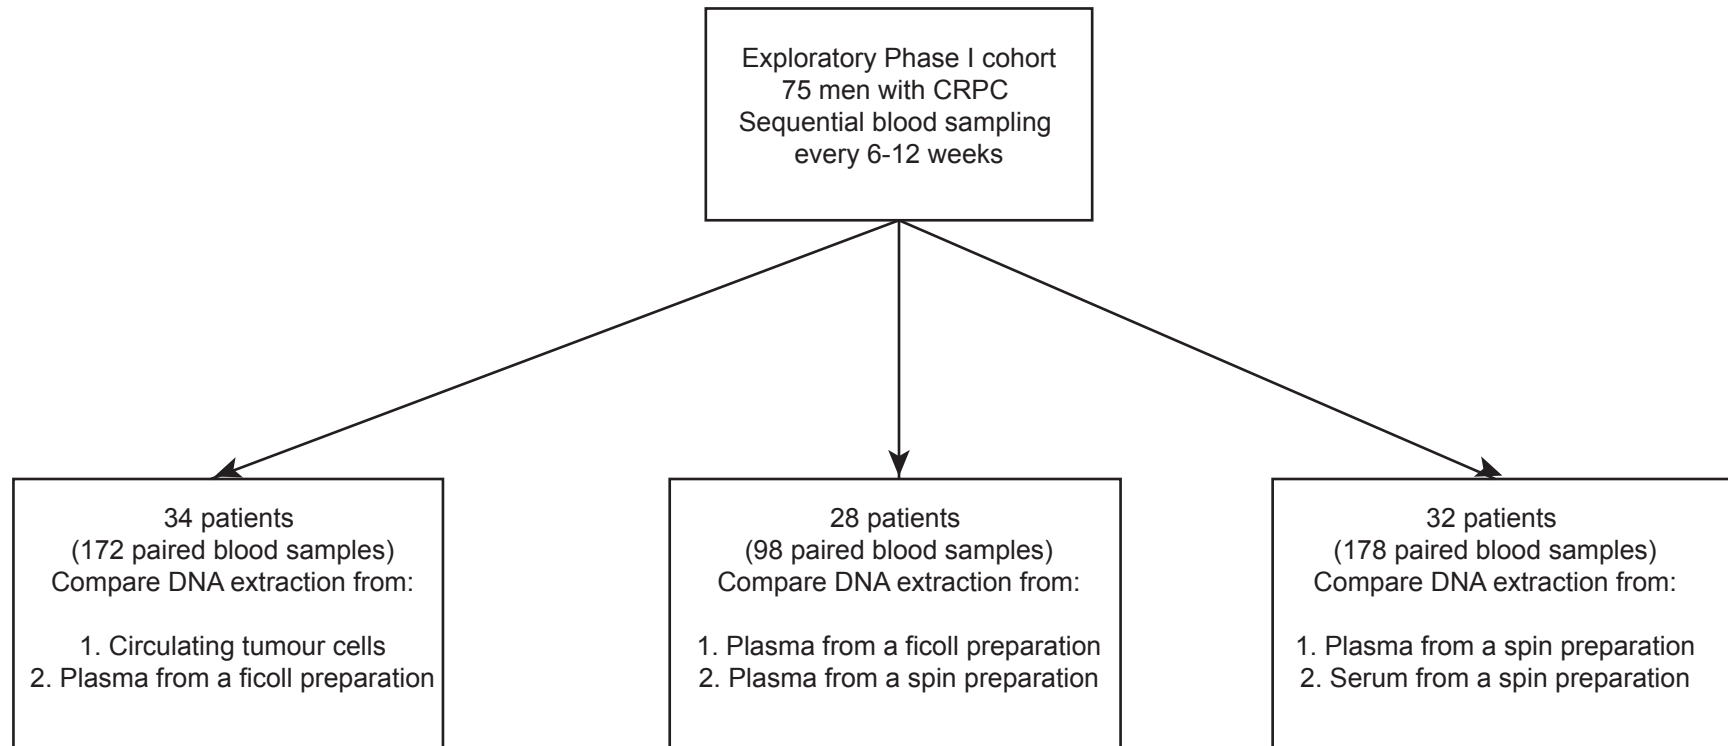 Exploratory Phase I cohort
75 men with CRPC
Sequential blood sampling
every 6-12 weeks
34 patients
(172 paired blood samples)
Compare DNA extraction from:
1. Circulating tumour cells
2. Plasma from a ficoll preparation
28 patients
(98 paired blood samples)
Compare DNA extraction from:
1. Plasma from a ficoll preparation
2. Plasma from a spin preparation
32 patients
(178 paired blood samples)
Compare DNA extraction from:
1. Plasma from a spin preparation
2. Serum from a spin preparation